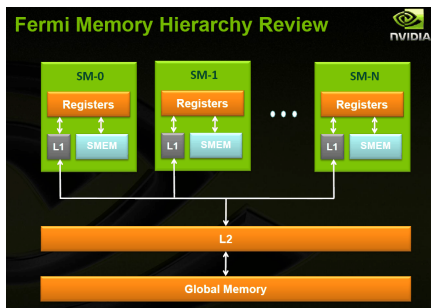 Fermi Memory Hierarchy Review
NVIDIA
SM-0
SM-1
SM-N
Registers
Registers
Registers
L1
SMEM
L1
SMEM
L1
SMEM
L2
Global Memory